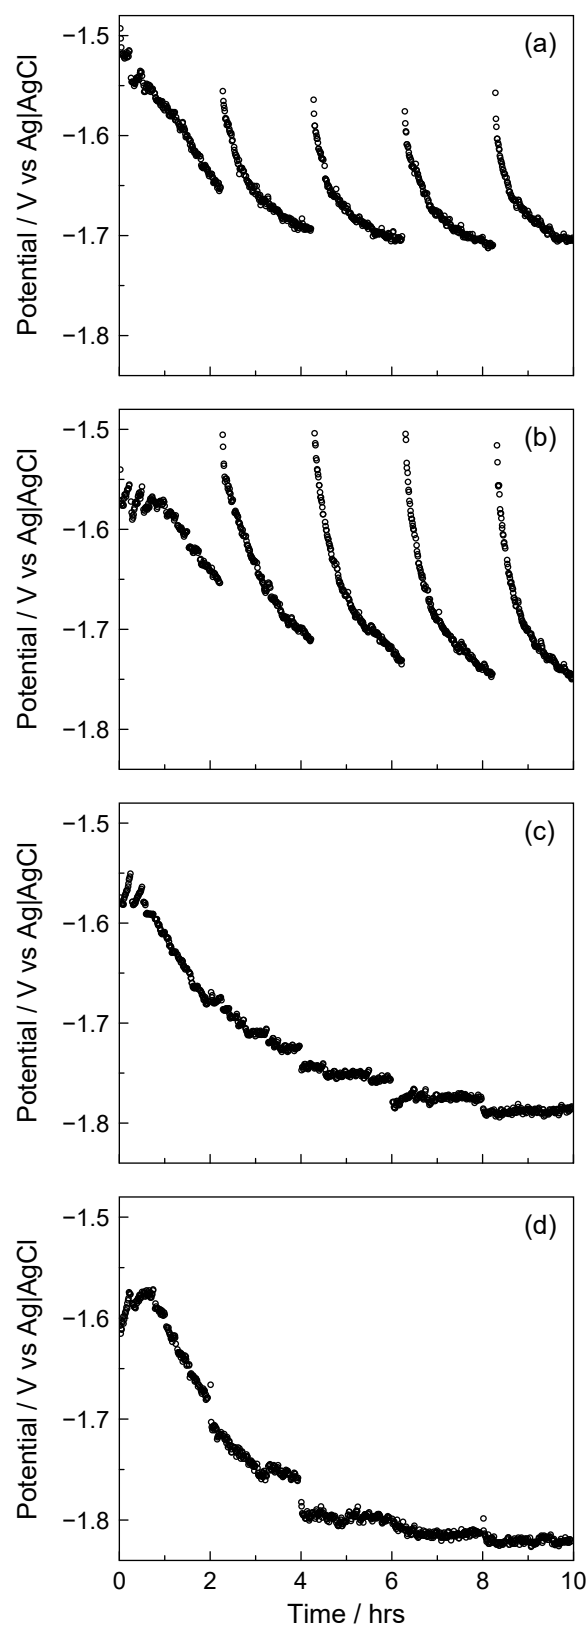 (a)
−1.5
−1.6
−1.7
−1.8
Potential / V vs Ag|AgCl
(b)
−1.5
−1.6
−1.7
−1.8
Potential / V vs Ag|AgCl
(c)
−1.5
−1.6
−1.7
−1.8
Potential / V vs Ag|AgCl
(d)
−1.5
−1.6
−1.7
−1.8
Potential / V vs Ag|AgCl
0 2 4 6 8 10
Time / hrs